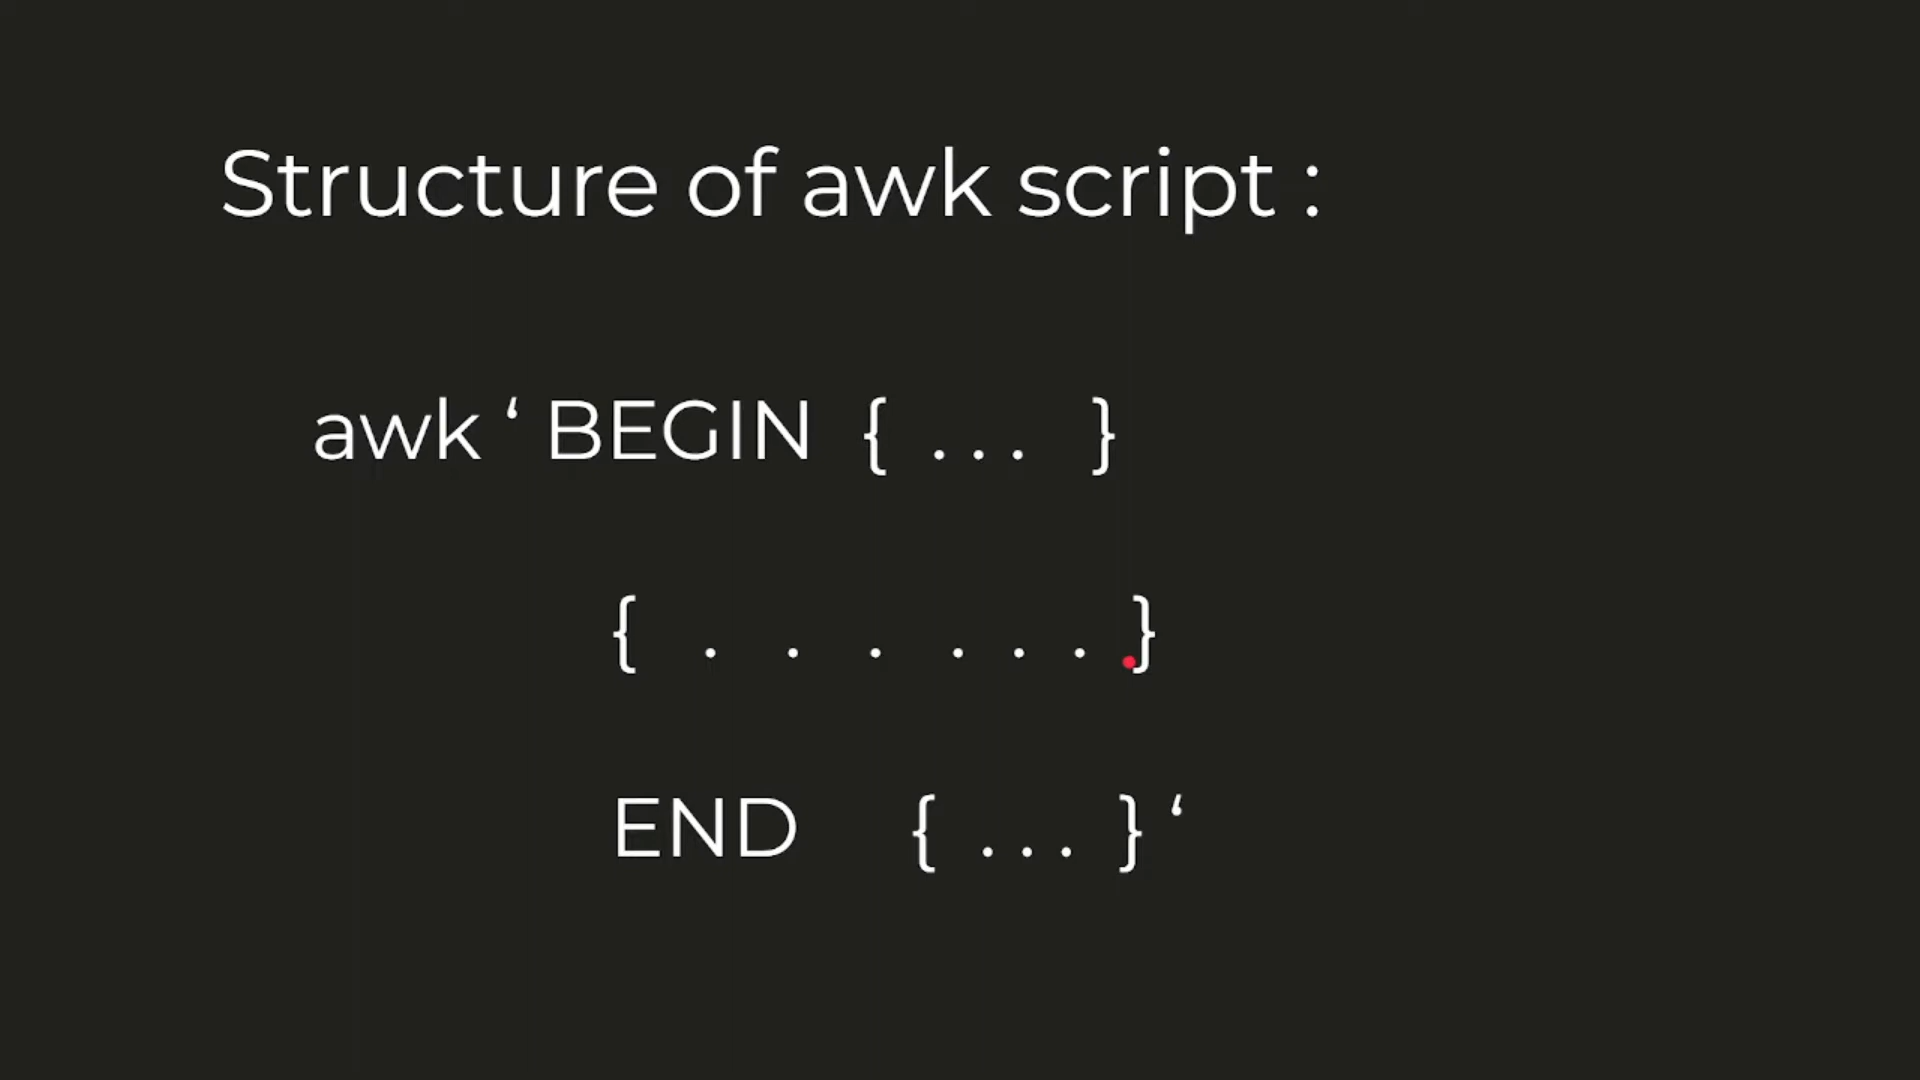 Structure of awk script :
awk ‘ BEGIN { . . . }
{ . . . . . . }
END { . . . } ‘